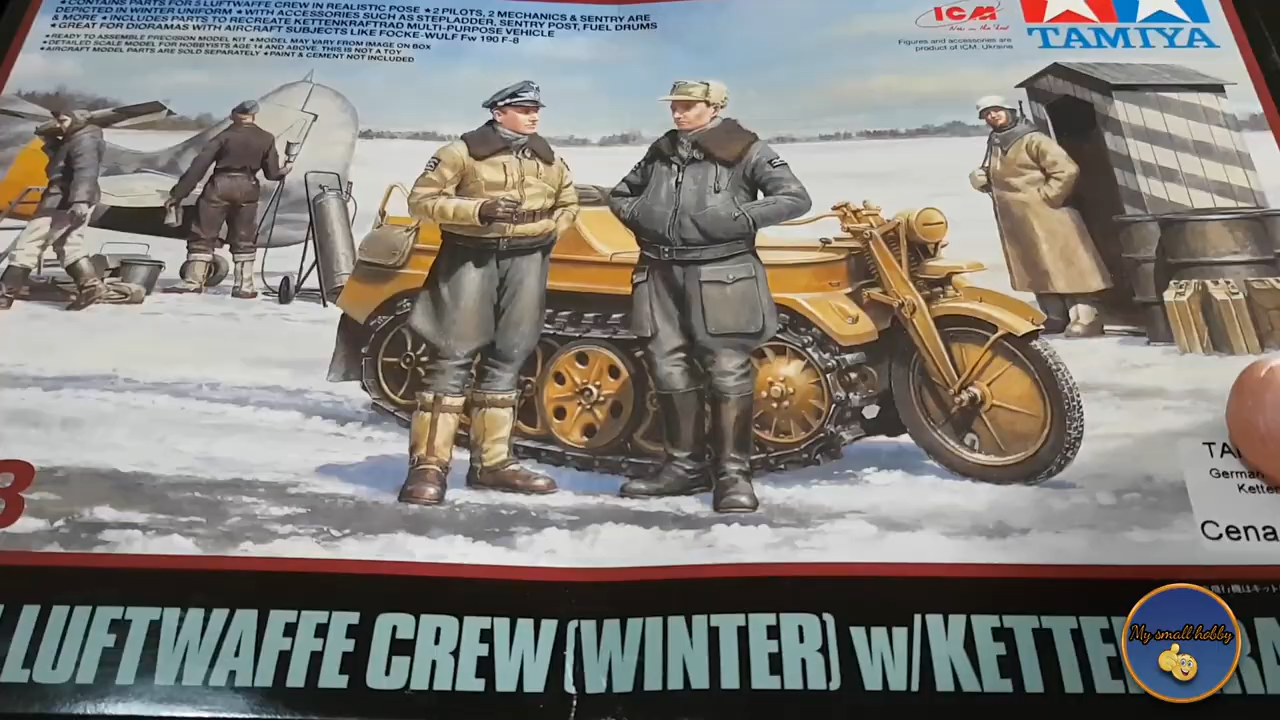 ★CONTAINS PARTS FOR 5 LUFTWAFFE CREW IN REALISTIC POSE ★2 PILOTS, 2 MECHANICS & SENTRY ARE
DEPICTED IN WINTER UNIFORM ★WITH ACCESSORIES SUCH AS STEPLADDER, SENTRY POST, FUEL DRUMS
& MORE ★INCLUDES PARTS TO RECREATE KETTENKRAFTRAD MULTI-PURPOSE VEHICLE
★GREAT FOR DIORAMAS WITH AIRCRAFT SUBJECTS LIKE FOCKE-WULF Fw 190 F-8
★READY TO ASSEMBLE PRECISION MODEL KIT ★MODEL MAY VARY FROM IMAGE ON BOX
★DETAILED SCALE MODEL FOR HOBBYISTS AGE 14 AND ABOVE. THIS IS NOT A TOY
★AIRCRAFT MODEL PARTS ARE SOLD SEPARATELY ★PAINT & CEMENT NOT INCLUDED
ICM
Figures and accessories are
product of ICM, Ukraine
TAMIYA
8
German
Cena
LUFTWAFFE CREW (WINTER) w/KETTE
My small hobby